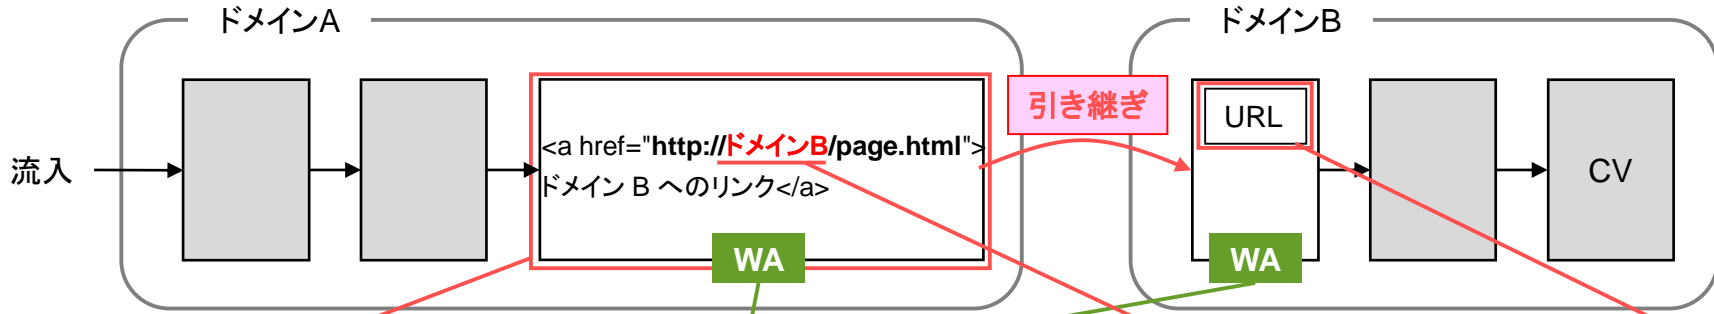 ドメインA
ドメインB
流入
<a href="http://ドメインB/page.html">
ドメイン B へのリンク</a>
WA
引き継ぎ
URL
WA
CV